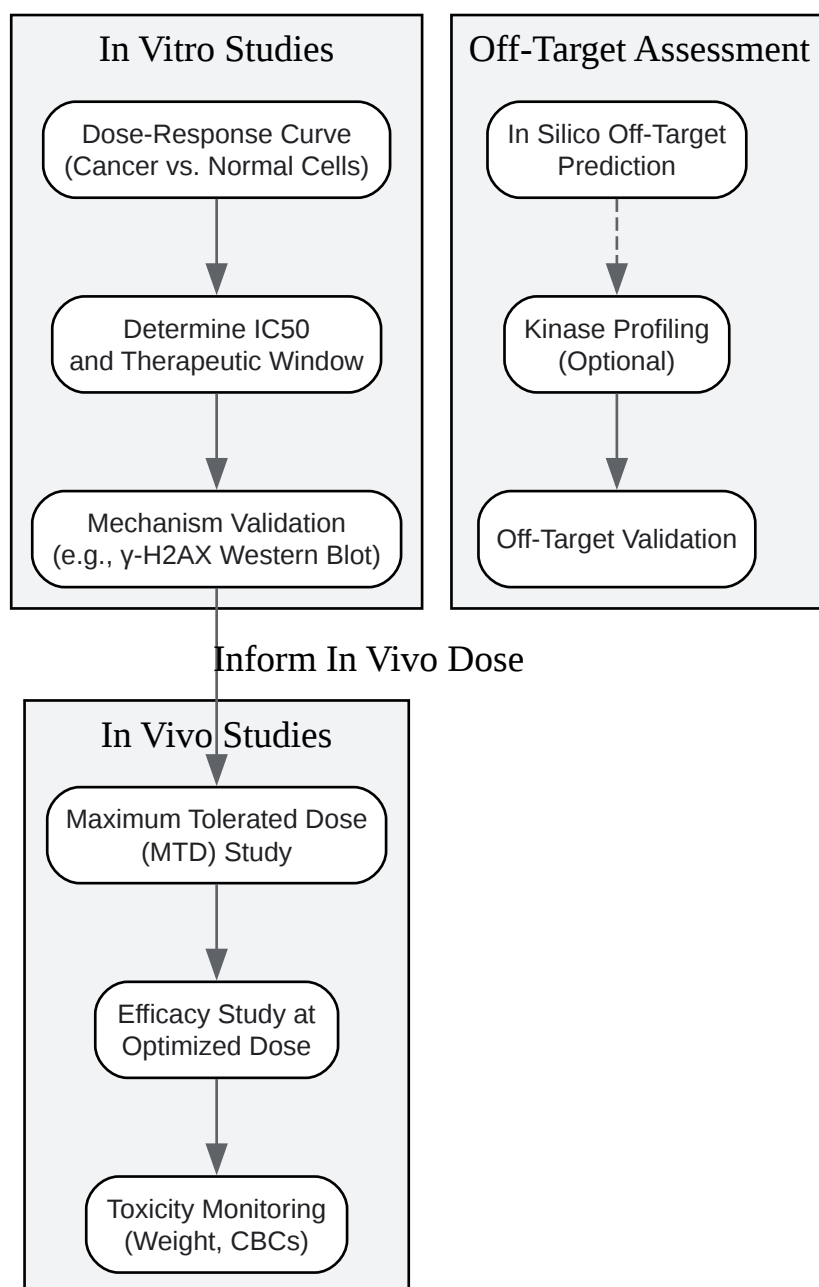 In Vitro Studies
Dose-Response Curve
(Cancer vs. Normal Cells)
Determine IC50
and Therapeutic Window
Mechanism Validation
(e.g., γ-H2AX Western Blot)
Off-Target Assessment
In Silico Off-Target
Prediction
Kinase Profiling
(Optional)
Off-Target Validation
Inform In Vivo Dose
In Vivo Studies
Maximum Tolerated Dose
(MTD) Study
Efficacy Study at
Optimized Dose
Toxicity Monitoring
(Weight, CBCs)